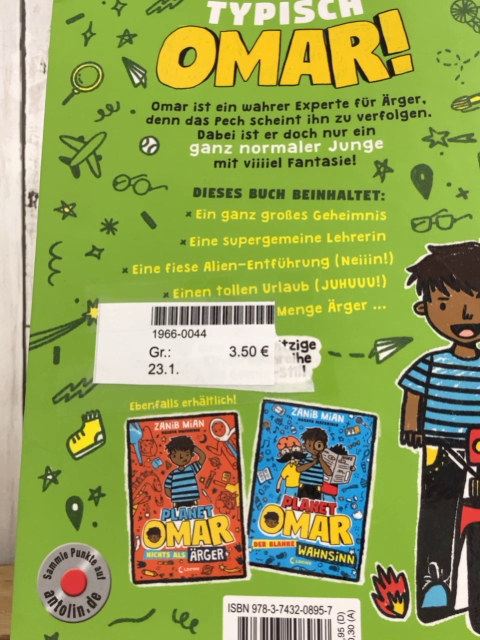 TYPISCH
OMAR!
Omar ist ein wahrer Experte für Ärger,
denn das Pech scheint ihn zu verfolgen.
Dabei ist er doch nur ein
ganz normaler Junge
mit viiiiel Fantasie!
DIESES BUCH BEINHALTET:
× Ein ganz großes Geheimnis
× Eine supergemeine Lehrerin
× Eine fiese Alien-Entführung (Neiiin!)
× Einen tollen Urlaub (JUHUUU!)
Menge Ärger ...
1966-0044
Gr.: 3.50 €
23.1.
Ebenfalls erhältlich!
ZANIB MIAN
PLANET
OMAR
NICHTS ALS
ÄRGER
ZANIB MIAN
PLANET
OMAR
DER BLANKE
WAHNSINN
Sammle Punkte auf
antolin.de
ISBN 978-3-7432-0895-7
,95 (D)
,30 (A)